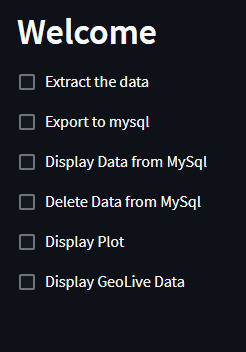 Welcome
Extract the data
Export to mysql
Display Data from MySql
Delete Data from MySql
Display Plot
Display GeoLive Data